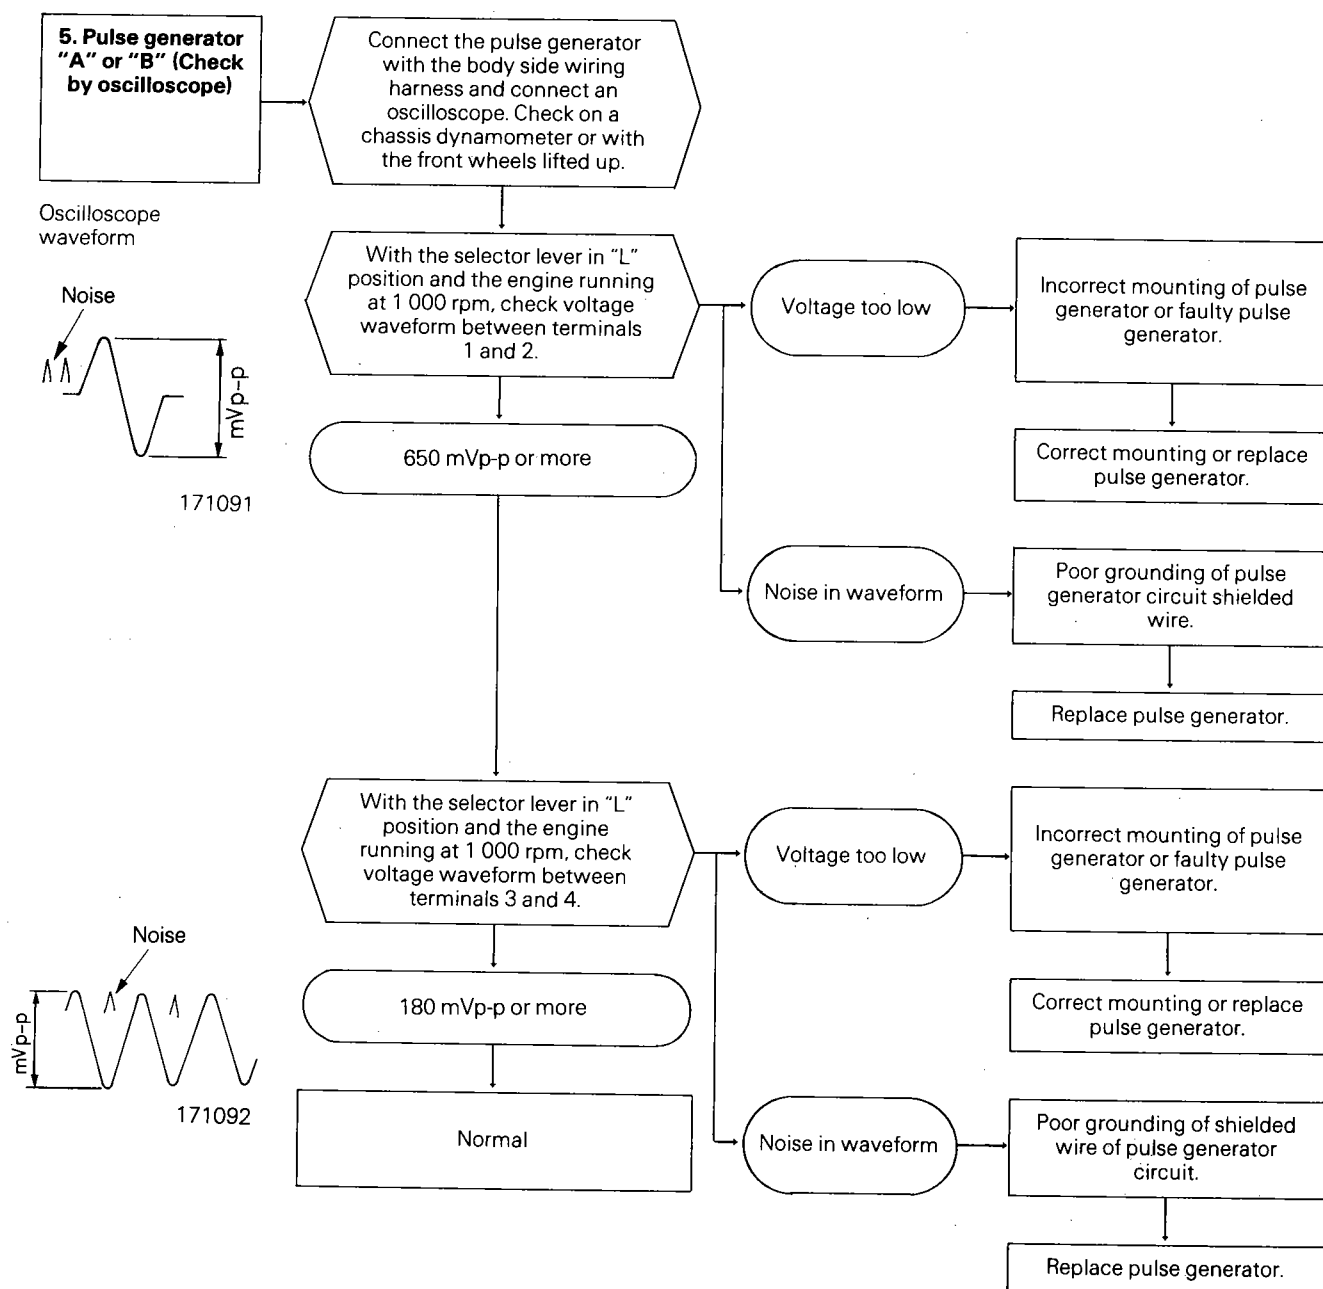 5. Pulse generator
"A" or "B" (Check
by oscilloscope)
Connect the pulse generator
with the body side wiring
harness and connect an
oscilloscope. Check on a
chassis dynamometer or with
the front wheels lifted up.
Oscilloscope
waveform
Noise
mVp-p
171091
With the selector lever in "L"
position and the engine running
at 1 000 rpm, check voltage
waveform between terminals
1 and 2.
Voltage too low
Incorrect mounting of pulse
generator or faulty pulse
generator.
650 mVp-p or more
Correct mounting or replace
pulse generator.
Noise in waveform
Poor grounding of pulse
generator circuit shielded
wire.
Replace pulse generator.
With the selector lever in "L"
position and the engine
running at 1 000 rpm, check
voltage waveform between
terminals 3 and 4.
Voltage too low
Incorrect mounting of pulse
generator or faulty pulse
generator.
Noise
mVp-p
171092
180 mVp-p or more
Correct mounting or replace
pulse generator.
Normal
Noise in waveform
Poor grounding of shielded
wire of pulse generator
circuit.
Replace pulse generator.